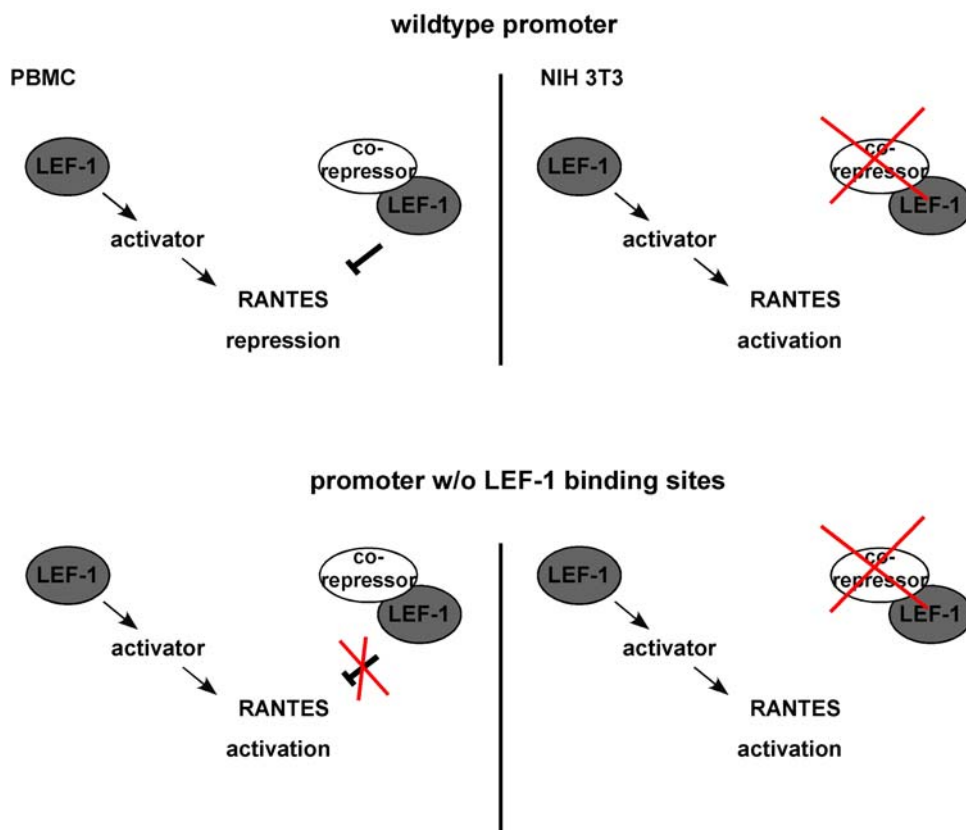 wildtype promoter
PBMC
NIH 3T3
LEF-1
co-
repressor
LEF-1
activator
RANTES
repression
LEF-1
co-
repressor
LEF-1
activator
RANTES
activation
promoter w/o LEF-1 binding sites
LEF-1
co-
repressor
LEF-1
activator
RANTES
activation
LEF-1
co-
repressor
LEF-1
activator
RANTES
activation